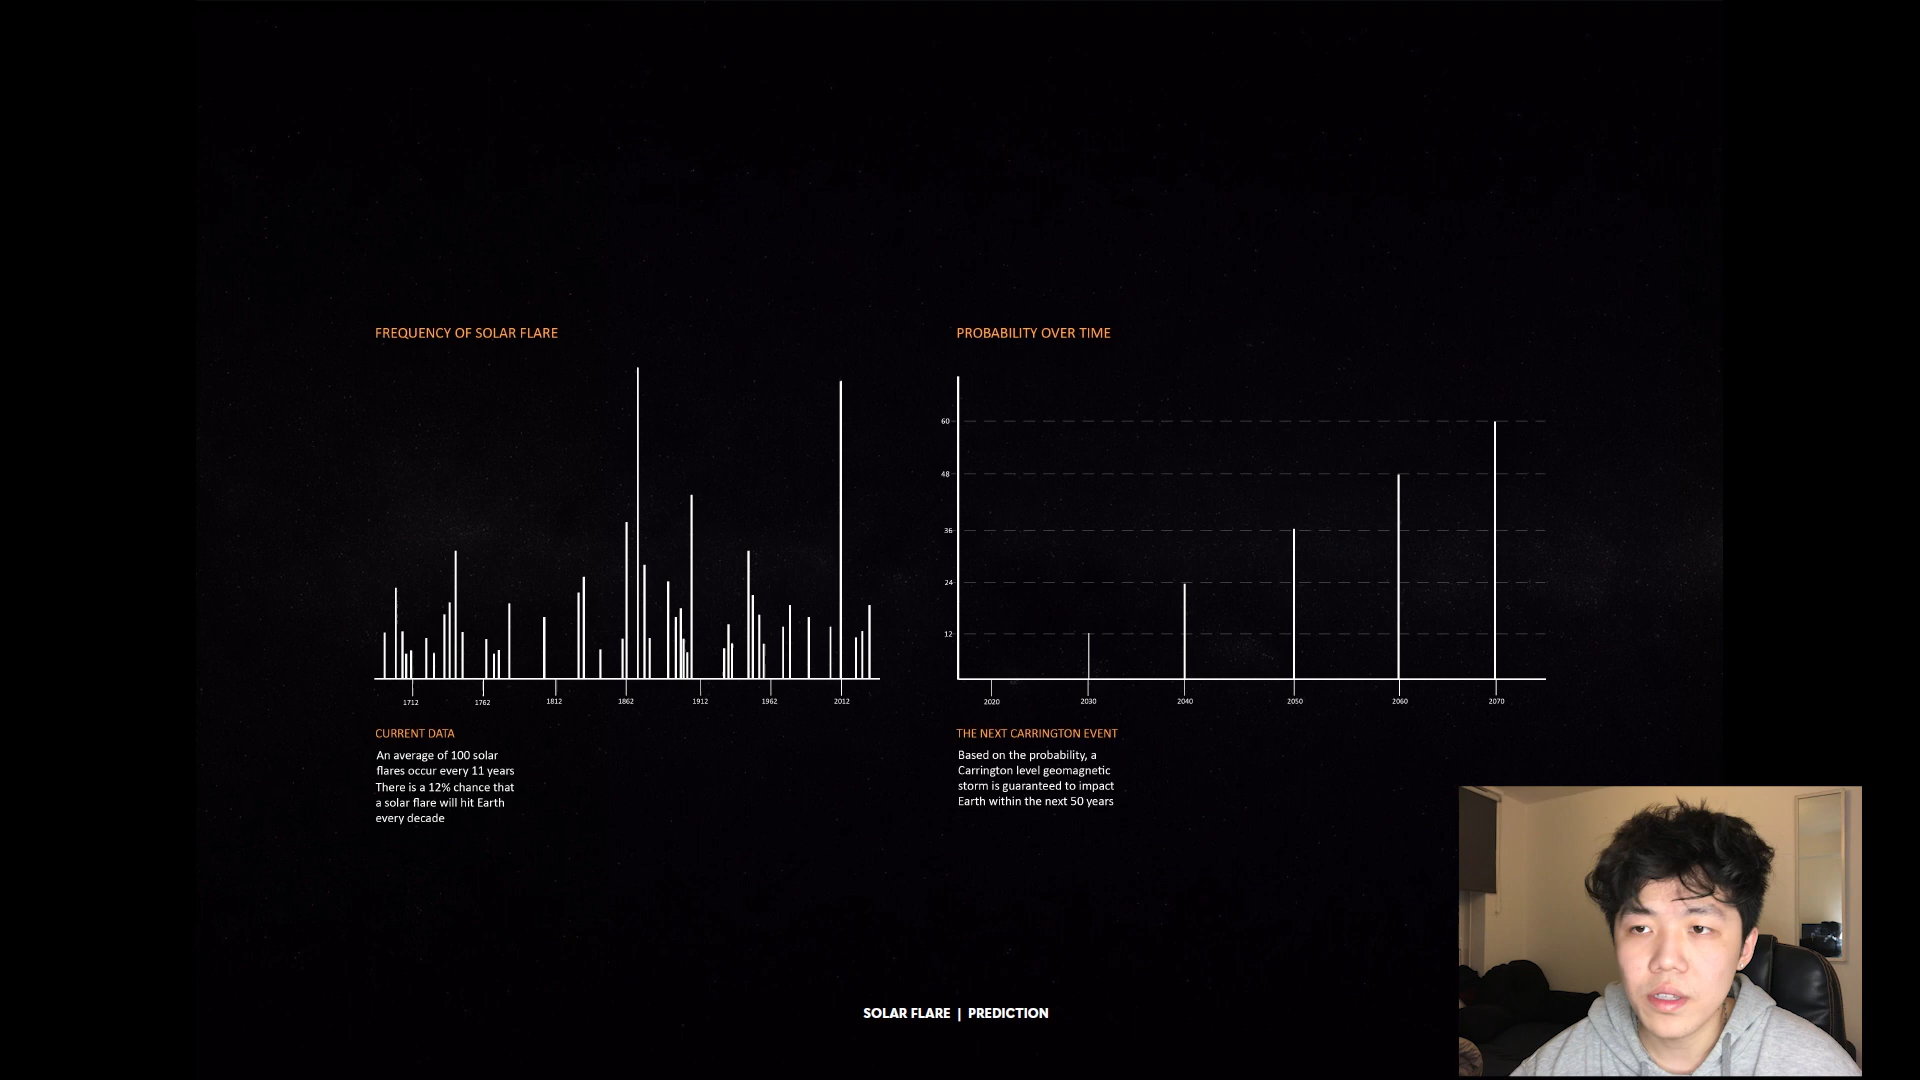 FREQUENCY OF SOLAR FLARE
1712 1762 1812 1862 1912 1962 2012
CURRENT DATA
An average of 100 solar
flares occur every 11 years
There is a 12% chance that
a solar flare will hit Earth
every decade
PROBABILITY OVER TIME
60
48
36
24
12
2020 2030 2040 2050 2060 2070
THE NEXT CARRINGTON EVENT
Based on the probability, a
Carrington level geomagnetic
storm is guaranteed to impact
Earth within the next 50 years
SOLAR FLARE | PREDICTION